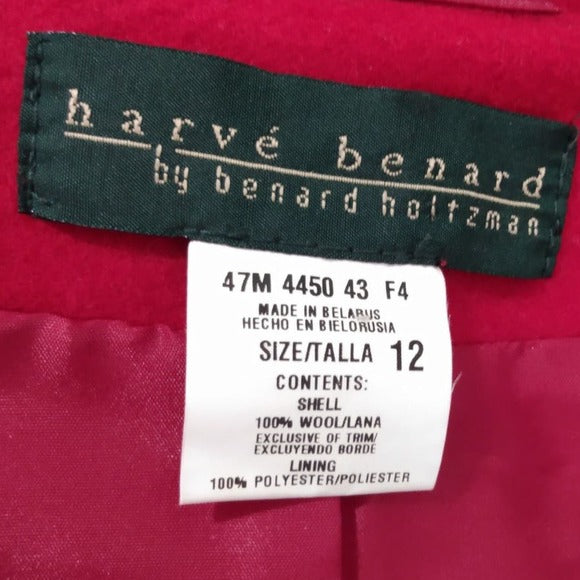 harvé benard
by benard holtzman
47M 4450 43 F4
MADE IN BELARUS
HECHO EN BIELORUSIA
SIZE/TALLA 12
CONTENTS:
SHELL
100% WOOL/LANA
EXCLUSIVE OF TRIM/
EXCLUYENDO BORDE
LINING
100% POLYESTER/POLIESTER